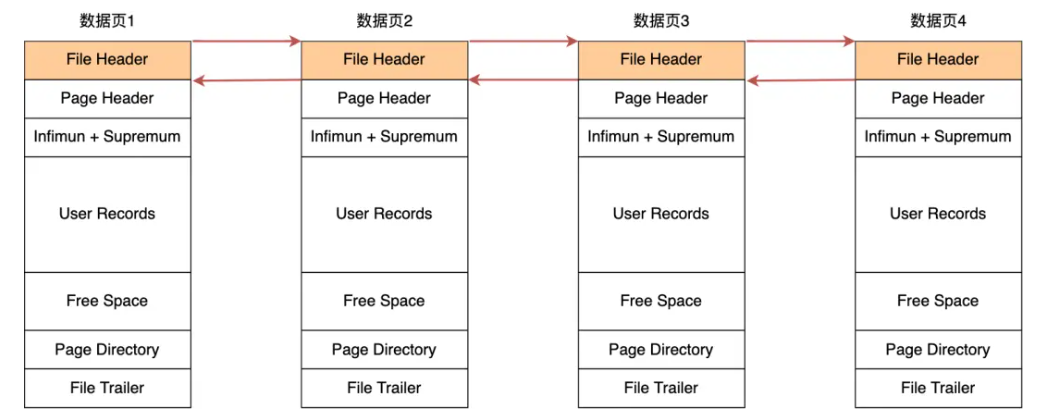 数据页1 数据页2 数据页3 数据页4
File Header File Header File Header File Header
Page Header Page Header Page Header Page Header
Infimun + Supremum Infimun + Supremum Infimun + Supremum Infimun + Supremum
User Records User Records User Records User Records
Free Space Free Space Free Space Free Space
Page Directory Page Directory Page Directory Page Directory
File Trailer File Trailer File Trailer File Trailer